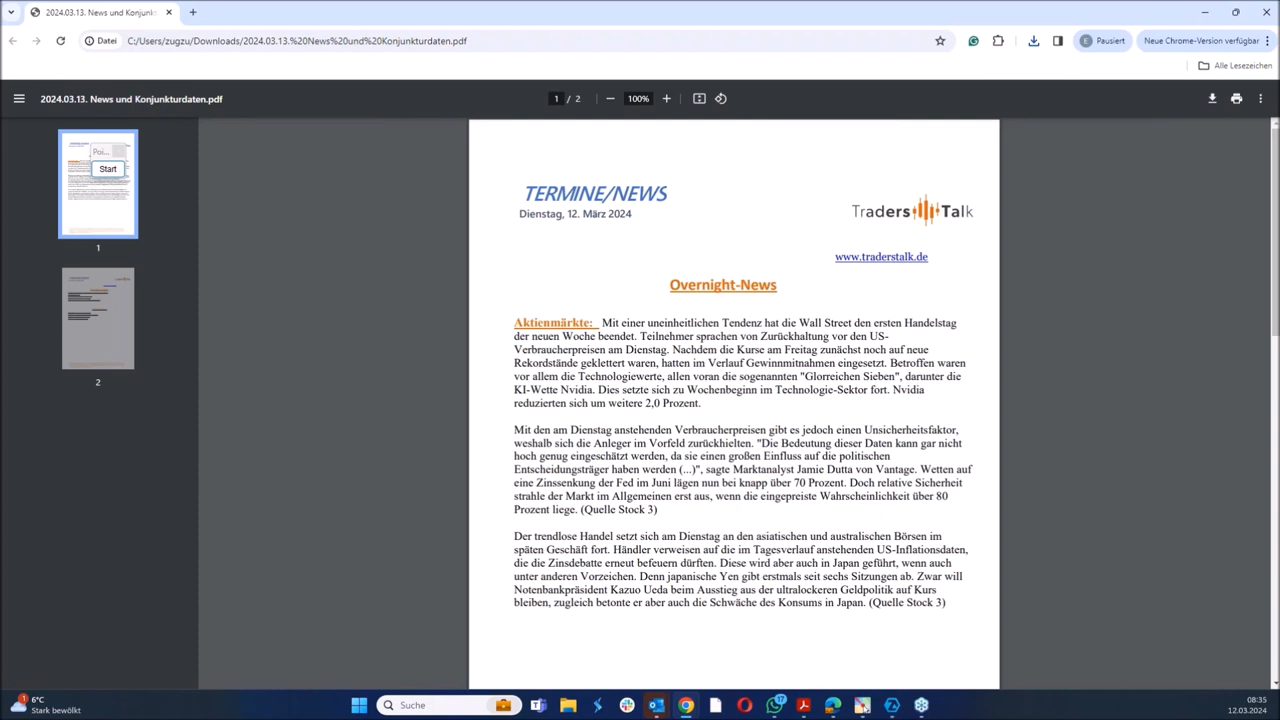 2024.03.13. News und Konjunkt
Datei
C:/Users/zugzu/Downloads/2024.03.13.%20News%20und%20Konjunkturdaten.pdf
E
Pausiert
Neue Chrome-Version verfügbar
Alle Lesezeichen
2024.03.13. News und Konjunkturdaten.pdf
1 / 2
100%
Poi...
Start
1
2
TERMINE/NEWS
Dienstag, 12. März 2024
Traders Talk
www.traderstalk.de
Overnight-News
Aktienmärkte: Mit einer uneinheitlichen Tendenz hat die Wall Street den ersten Handelstag
der neuen Woche beendet. Teilnehmer sprachen von Zurückhaltung vor den US-
Verbraucherpreisen am Dienstag. Nachdem die Kurse am Freitag zunächst noch auf neue
Rekordstände geklettert waren, hatten im Verlauf Gewinnmitnahmen eingesetzt. Betroffen waren
vor allem die Technologiewerte, allen voran die sogenannten "Glorreichen Sieben", darunter die
KI-Wette Nvidia. Dies setzte sich zu Wochenbeginn im Technologie-Sektor fort. Nvidia
reduzierten sich um weitere 2,0 Prozent.
Mit den am Dienstag anstehenden Verbraucherpreisen gibt es jedoch einen Unsicherheitsfaktor,
weshalb sich die Anleger im Vorfeld zurückhielten. "Die Bedeutung dieser Daten kann gar nicht
hoch genug eingeschätzt werden, da sie einen großen Einfluss auf die politischen
Entscheidungsträger haben werden (...)", sagte Marktanalyst Jamie Dutta von Vantage. Wetten auf
eine Zinssenkung der Fed im Juni lägen nun bei knapp über 70 Prozent. Doch relative Sicherheit
strahle der Markt im Allgemeinen erst aus, wenn die eingepreiste Wahrscheinlichkeit über 80
Prozent liege. (Quelle Stock 3)
Der trendlose Handel setzt sich am Dienstag an den asiatischen und australischen Börsen im
späten Geschäft fort. Händler verweisen auf die im Tagesverlauf anstehenden US-Inflationsdaten,
die die Zinsdebatte erneut befeuern dürften. Diese wird aber auch in Japan geführt, wenn auch
unter anderen Vorzeichen. Denn japanische Yen gibt erstmals seit sechs Sitzungen ab. Zwar will
Notenbankpräsident Kazuo Ueda beim Ausstieg aus der ultralockeren Geldpolitik auf Kurs
bleiben, zugleich betonte er aber auch die Schwäche des Konsums in Japan. (Quelle Stock 3)
1
6°C
Stark bewölkt
Suche
17
08:35
12.03.2024